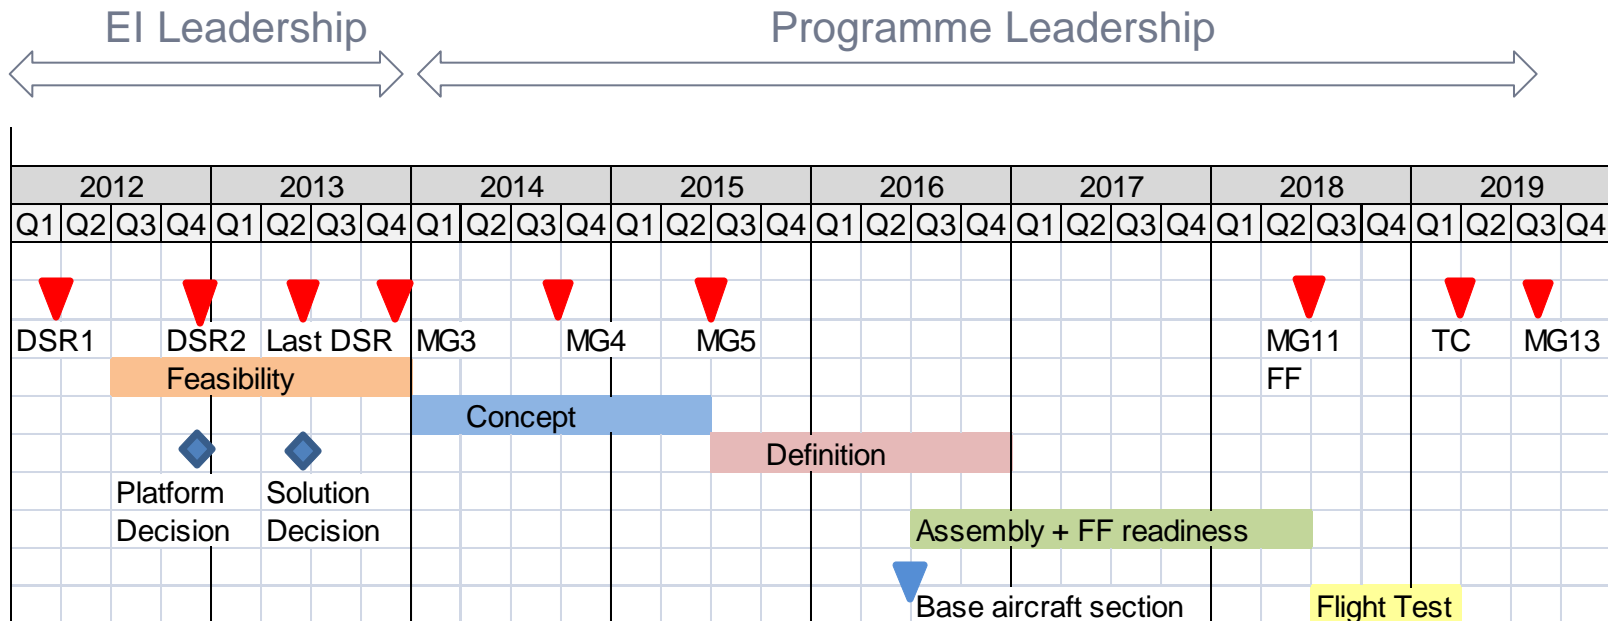 EI Leadership Programme Leadership
2012 2013 2014 2015 2016 2017 2018 2019
Q1 Q2 Q3 Q4 Q1 Q2 Q3 Q4 Q1 Q2 Q3 Q4 Q1 Q2 Q3 Q4 Q1 Q2 Q3 Q4 Q1 Q2 Q3 Q4 Q1 Q2 Q3 Q4 Q1 Q2 Q3 Q4
DSR1 DSR2 Last DSR MG3 MG4 MG5 MG11 TC MG13
Feasibility FF
Concept
Definition
Platform Solution
Decision Decision Assembly + FF readiness
Base aircraft section Flight Test